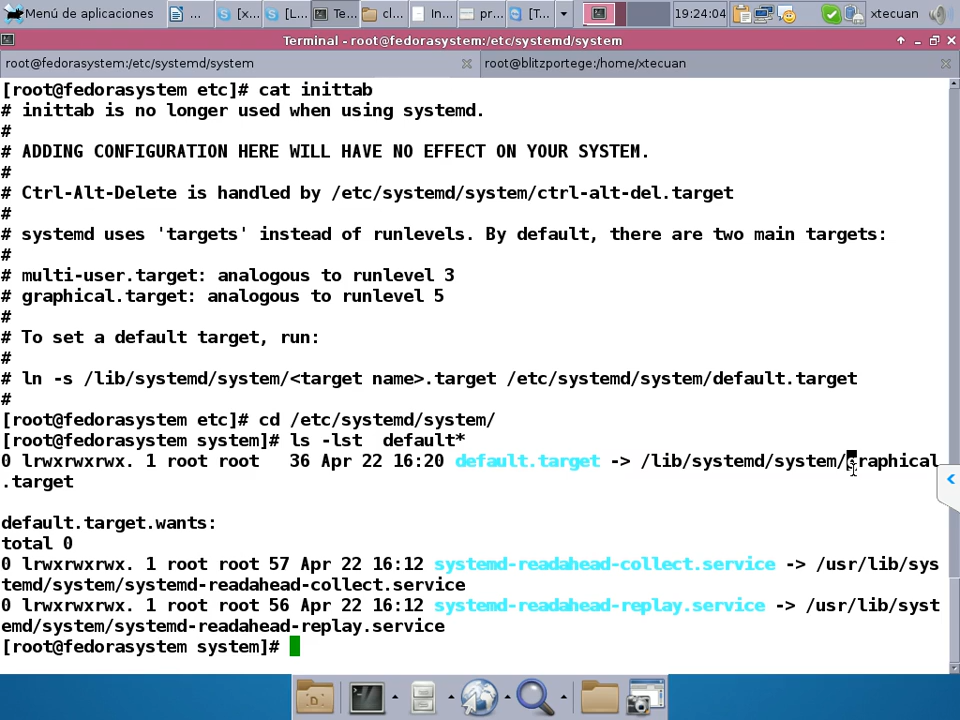 Menú de aplicaciones ... [x... [L... Te... cl... In... pr... [T... 19:24:04 xtecuan
Terminal - root@fedorasystem:/etc/systemd/system
root@fedorasystem:/etc/systemd/system root@blitzportege:/home/xtecuan
[root@fedorasystem etc]# cat inittab
# inittab is no longer used when using systemd.
#
# ADDING CONFIGURATION HERE WILL HAVE NO EFFECT ON YOUR SYSTEM.
#
# Ctrl-Alt-Delete is handled by /etc/systemd/system/ctrl-alt-del.target
#
# systemd uses 'targets' instead of runlevels. By default, there are two main targets:
#
# multi-user.target: analogous to runlevel 3
# graphical.target: analogous to runlevel 5
#
# To set a default target, run:
#
# ln -s /lib/systemd/system/<target name>.target /etc/systemd/system/default.target
#
[root@fedorasystem etc]# cd /etc/systemd/system/
[root@fedorasystem system]# ls -lst  default*
0 lrwxrwxrwx. 1 root root   36 Apr 22 16:20 default.target -> /lib/systemd/system/graphical
.target
default.target.wants:
total 0
0 lrwxrwxrwx. 1 root root 57 Apr 22 16:12 systemd-readahead-collect.service -> /usr/lib/sys
temd/system/systemd-readahead-collect.service
0 lrwxrwxrwx. 1 root root 56 Apr 22 16:12 systemd-readahead-replay.service -> /usr/lib/syst
emd/system/systemd-readahead-replay.service
[root@fedorasystem system]#